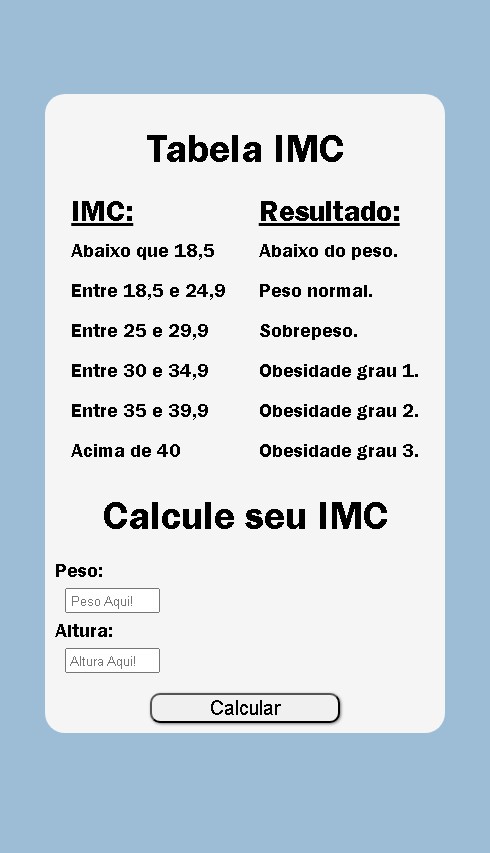 Tabela IMC
IMC: Resultado:
Abaixo que 18,5 Abaixo do peso.
Entre 18,5 e 24,9 Peso normal.
Entre 25 e 29,9 Sobrepeso.
Entre 30 e 34,9 Obesidade grau 1.
Entre 35 e 39,9 Obesidade grau 2.
Acima de 40 Obesidade grau 3.
Calcule seu IMC
Peso:
Peso Aqui!
Altura:
Altura Aqui!
Calcular